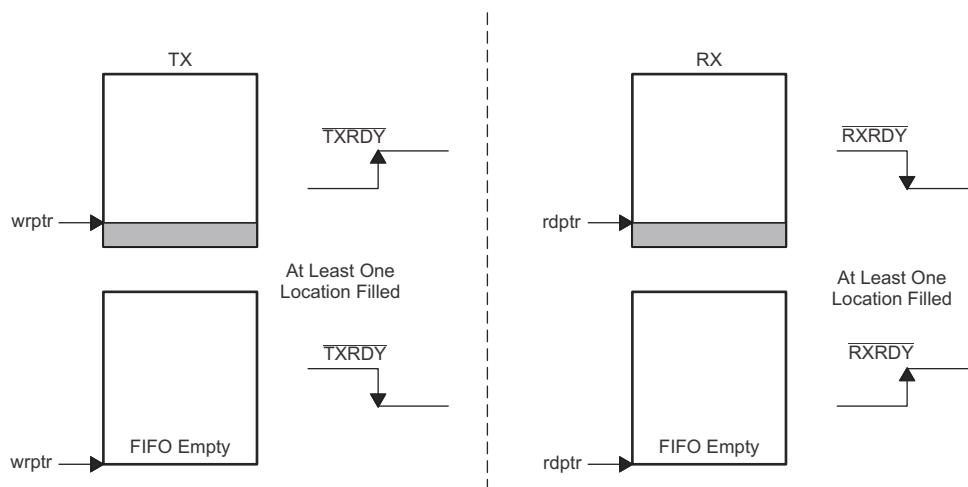 TX
TXRDY
wrptr
At Least One
Location Filled
TXRDY
FIFO Empty
wrptr
RX
RXRDY
rdptr
At Least One
Location Filled
RXRDY
FIFO Empty
rdptr